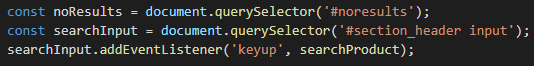 const noResults = document.querySelector('#noresults');
const searchInput = document.querySelector('#section_header input');
searchInput.addEventListener('keyup', searchProduct);